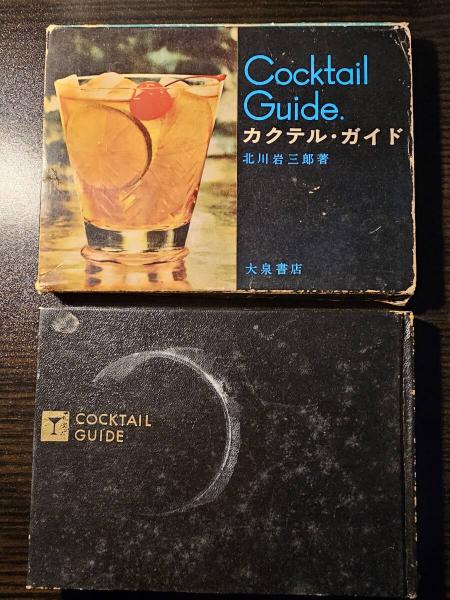 Cocktail
Guide.
カクテル・ガイド
北川岩三郎著
大泉書店
COCKTAIL
GUIDE